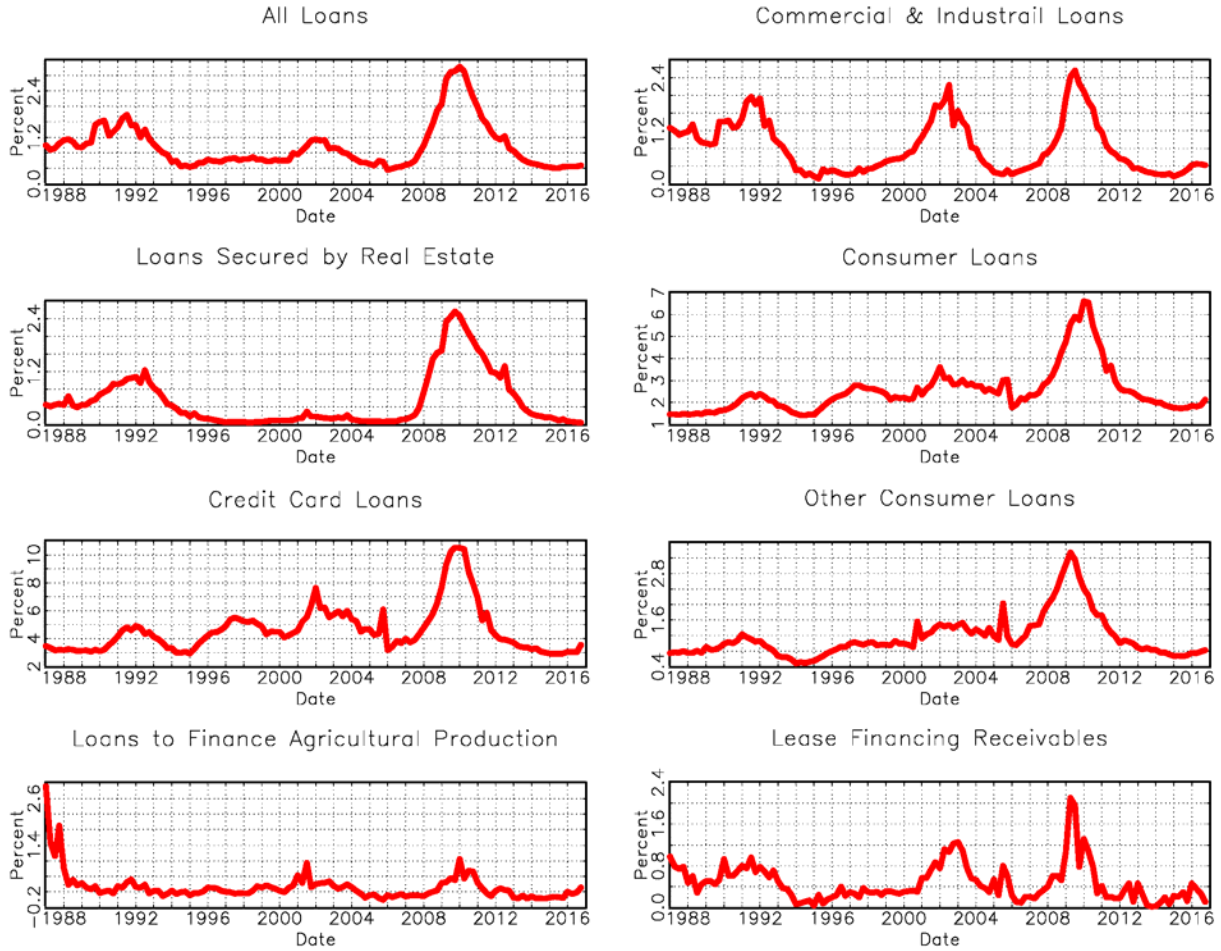 All Loans
Percent
0.0 1.2 2.4
1988 1992 1996 2000 2004 2008 2012 2016
Date
Commercial & Industrail Loans
Percent
0.0 1.2 2.4
1988 1992 1996 2000 2004 2008 2012 2016
Date
Loans Secured by Real Estate
Percent
0.0 1.2 2.4
1988 1992 1996 2000 2004 2008 2012 2016
Date
Consumer Loans
Percent
1 2 3 4 5 6 7
1988 1992 1996 2000 2004 2008 2012 2016
Date
Credit Card Loans
Percent
2 4 6 8 10
1988 1992 1996 2000 2004 2008 2012 2016
Date
Other Consumer Loans
Percent
0.4 1.6 2.8
1988 1992 1996 2000 2004 2008 2012 2016
Date
Loans to Finance Agricultural Production
Percent
-0.2 0.2 1.4 2.6
1988 1992 1996 2000 2004 2008 2012 2016
Date
Lease Financing Receivables
Percent
0.0 0.8 1.6 2.4
1988 1992 1996 2000 2004 2008 2012 2016
Date